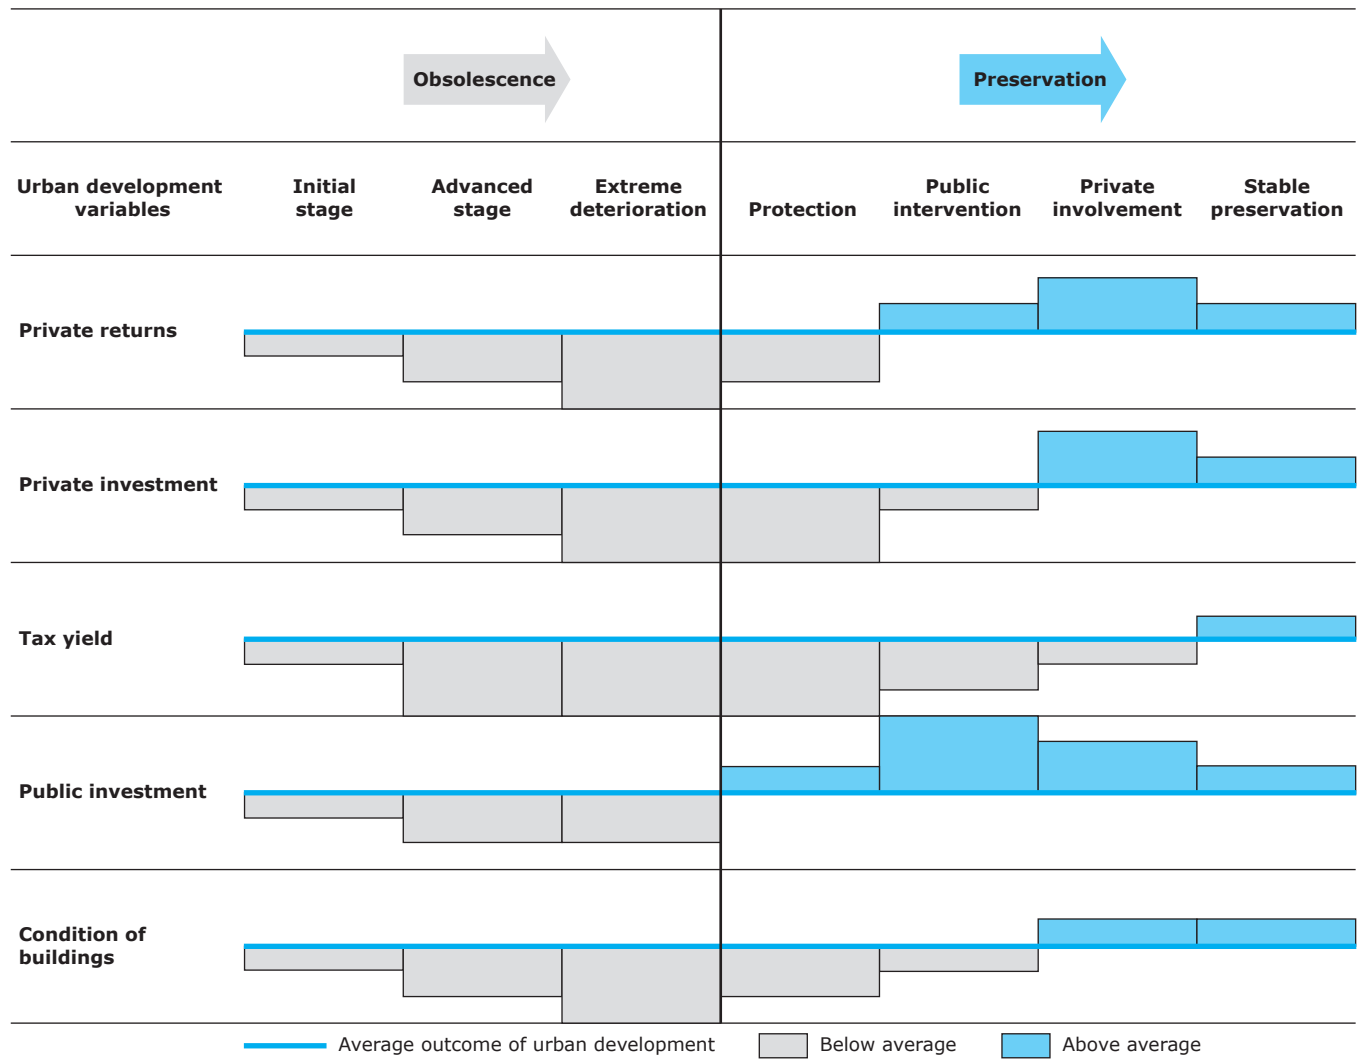 Obsolescence
Preservation
Urban development
variables
Initial
stage
Advanced
stage
Extreme
deterioration
Protection
Public
intervention
Private
involvement
Stable
preservation
Private returns
Private investment
Tax yield
Public investment
Condition of
buildings
Average outcome of urban development
Below average
Above average